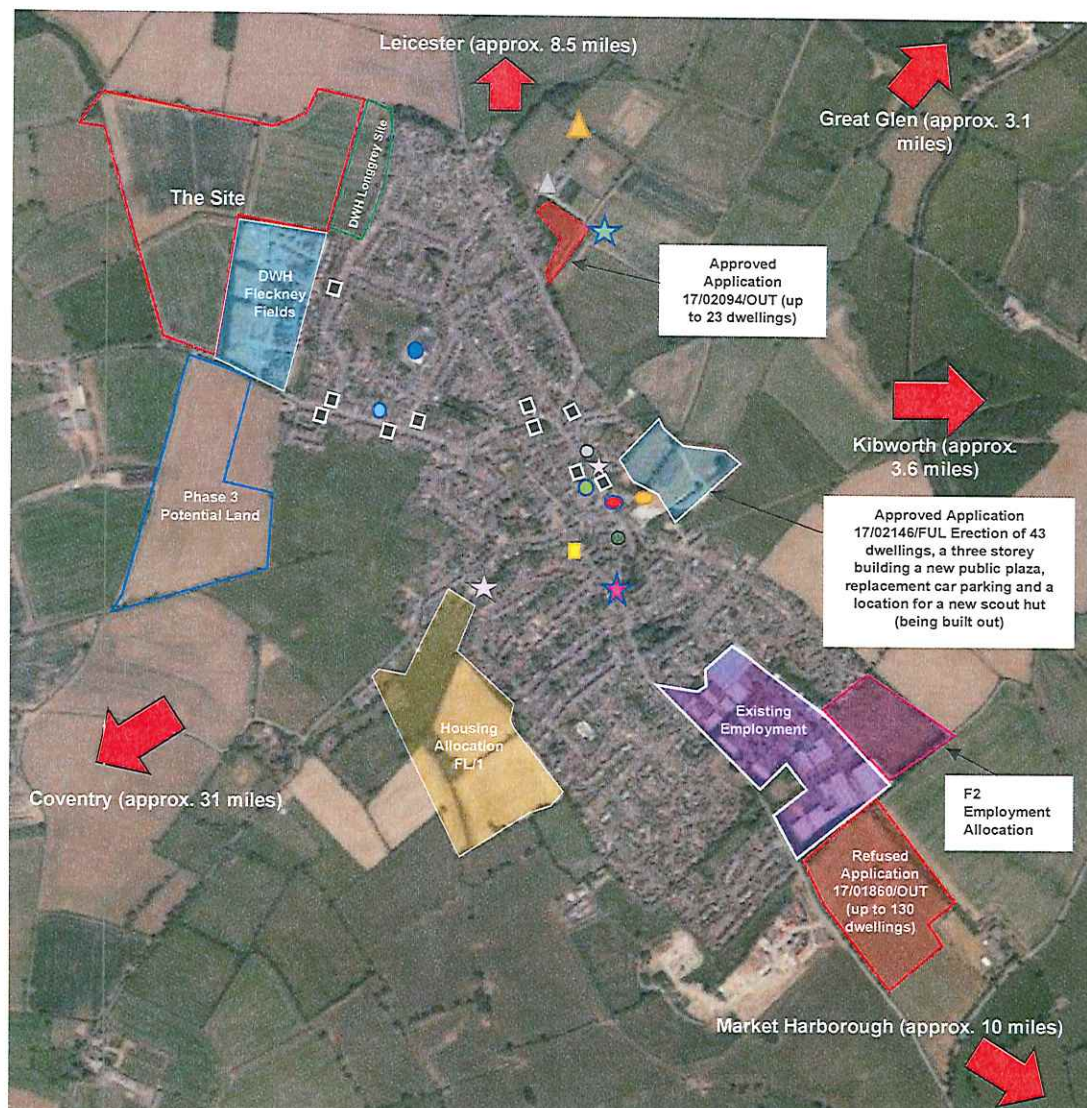 Leicester (approx. 8.5 miles)
Great Glen (approx. 3.1
miles)
The Site
DWH Longgrey Site
DWH
Fleckney
Fields
Approved
Application
17/02094/OUT (up
to 23 dwellings)
Kibworth (approx.
3.6 miles)
Phase 3
Potential Land
Approved Application
17/02146/FUL Erection of 43
dwellings, a three storey
building a new public plaza,
replacement car parking and a
location for a new scout hut
(being built out)
Existing
Employment
Housing
Allocation
FL/1
Coventry (approx. 31 miles)
F2
Employment
Allocation
Refused
Application
17/01860/OUT
(up to 130
dwellings)
Market Harborough (approx. 10 miles)